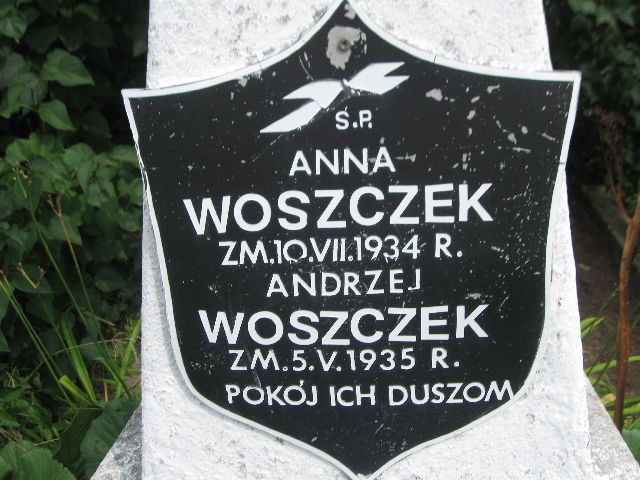 Ś.P.
ANNA
WOSZCZEK
ZM.10.VII.1934 R.
ANDRZEJ
WOSZCZEK
ZM.5.V.1935 R.
POKÓJ ICH DUSZOM